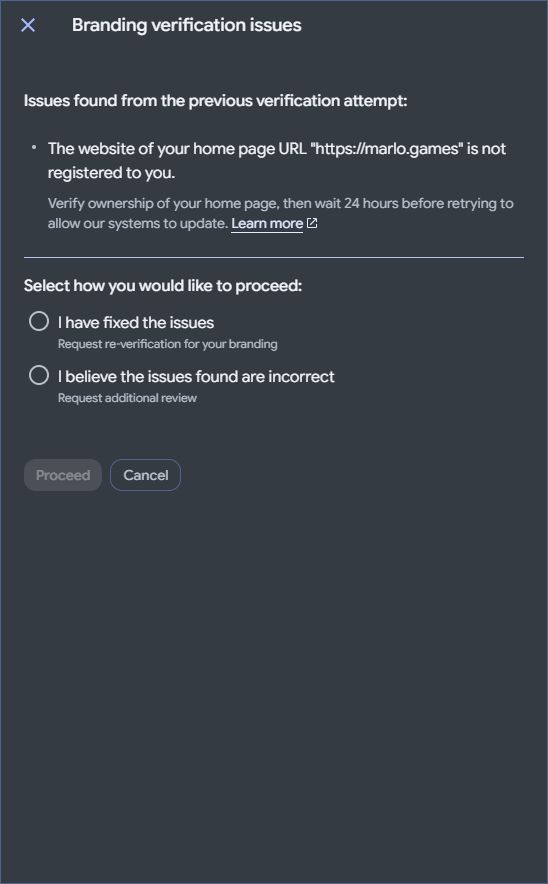 Branding verification issues
Issues found from the previous verification attempt:
• The website of your home page URL "https://marlo.games" is not
registered to you.
Verify ownership of your home page, then wait 24 hours before retrying to
allow our systems to update. Learn more
Select how you would like to proceed:
I have fixed the issues
Request re-verification for your branding
I believe the issues found are incorrect
Request additional review
Proceed Cancel